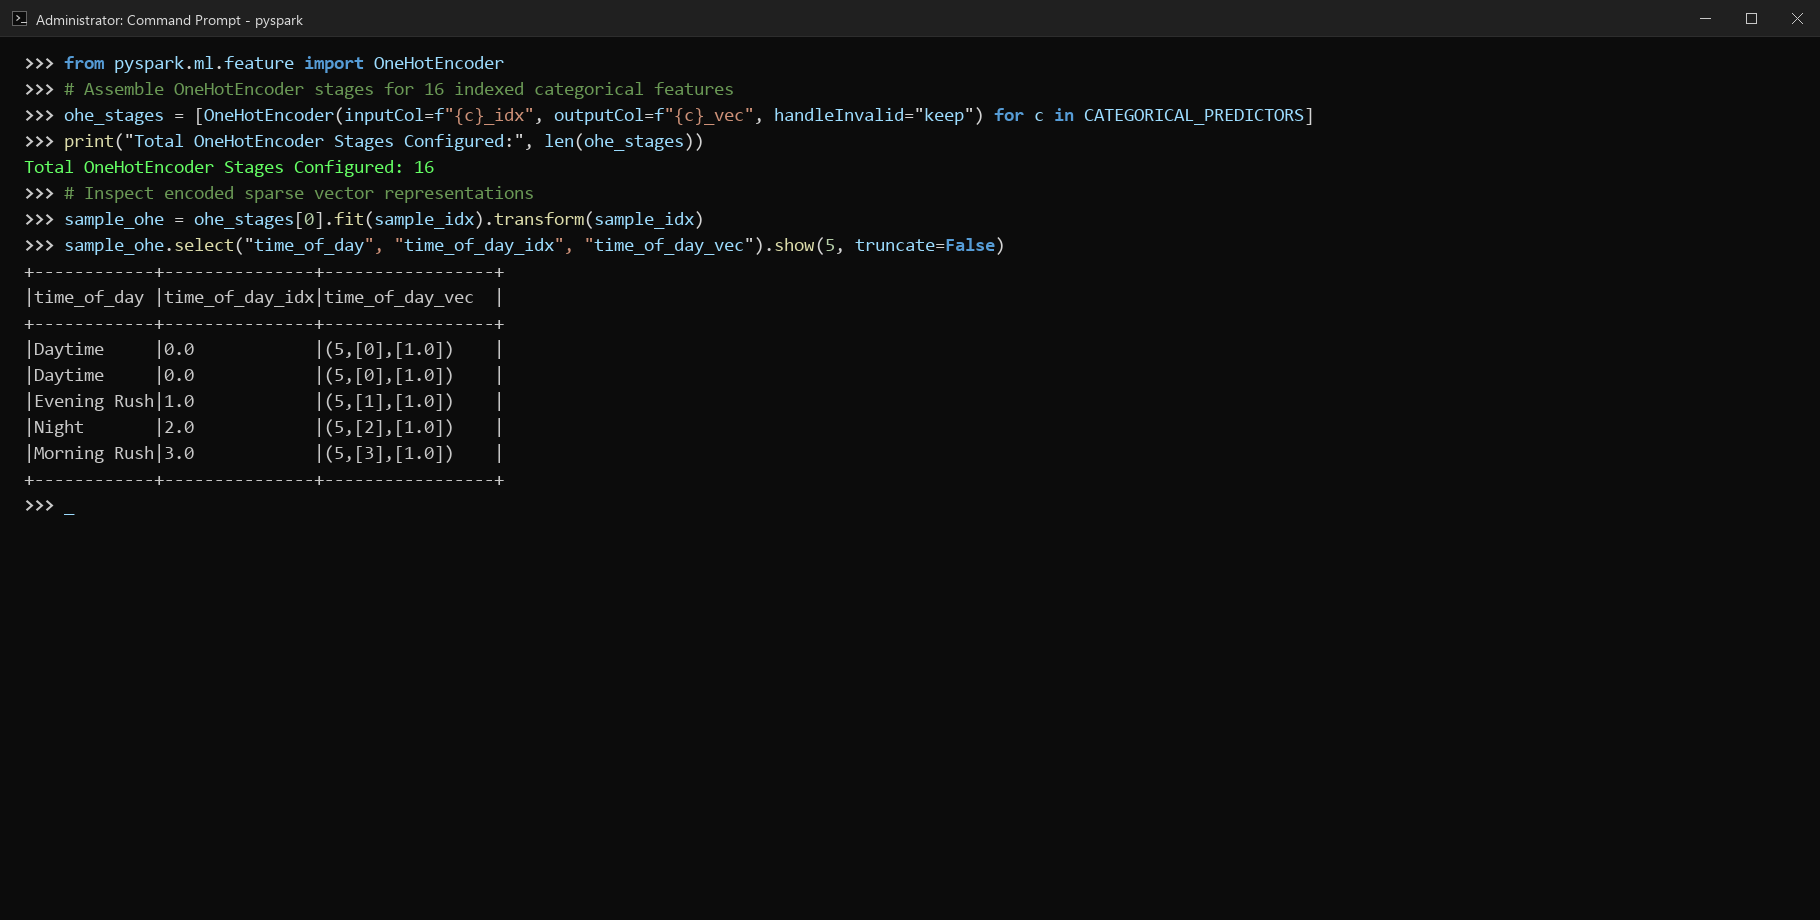 Administrator: Command Prompt - pyspark
>>> from pyspark.ml.feature import OneHotEncoder
>>> # Assemble OneHotEncoder stages for 16 indexed categorical features
>>> ohe_stages = [OneHotEncoder(inputCol=f"{c}_idx", outputCol=f"{c}_vec", handleInvalid="keep") for c in CATEGORICAL_PREDICTORS]
>>> print("Total OneHotEncoder Stages Configured:", len(ohe_stages))
Total OneHotEncoder Stages Configured: 16
>>> # Inspect encoded sparse vector representations
>>> sample_ohe = ohe_stages[0].fit(sample_idx).transform(sample_idx)
>>> sample_ohe.select("time_of_day", "time_of_day_idx", "time_of_day_vec").show(5, truncate=False)
+------------+---------------+-----------------+
|time_of_day |time_of_day_idx|time_of_day_vec  |
+------------+---------------+-----------------+
|Daytime     |0.0            |(5,[0],[1.0])    |
|Daytime     |0.0            |(5,[0],[1.0])    |
|Evening Rush|1.0            |(5,[1],[1.0])    |
|Night       |2.0            |(5,[2],[1.0])    |
|Morning Rush|3.0            |(5,[3],[1.0])    |
+------------+---------------+-----------------+
>>> _